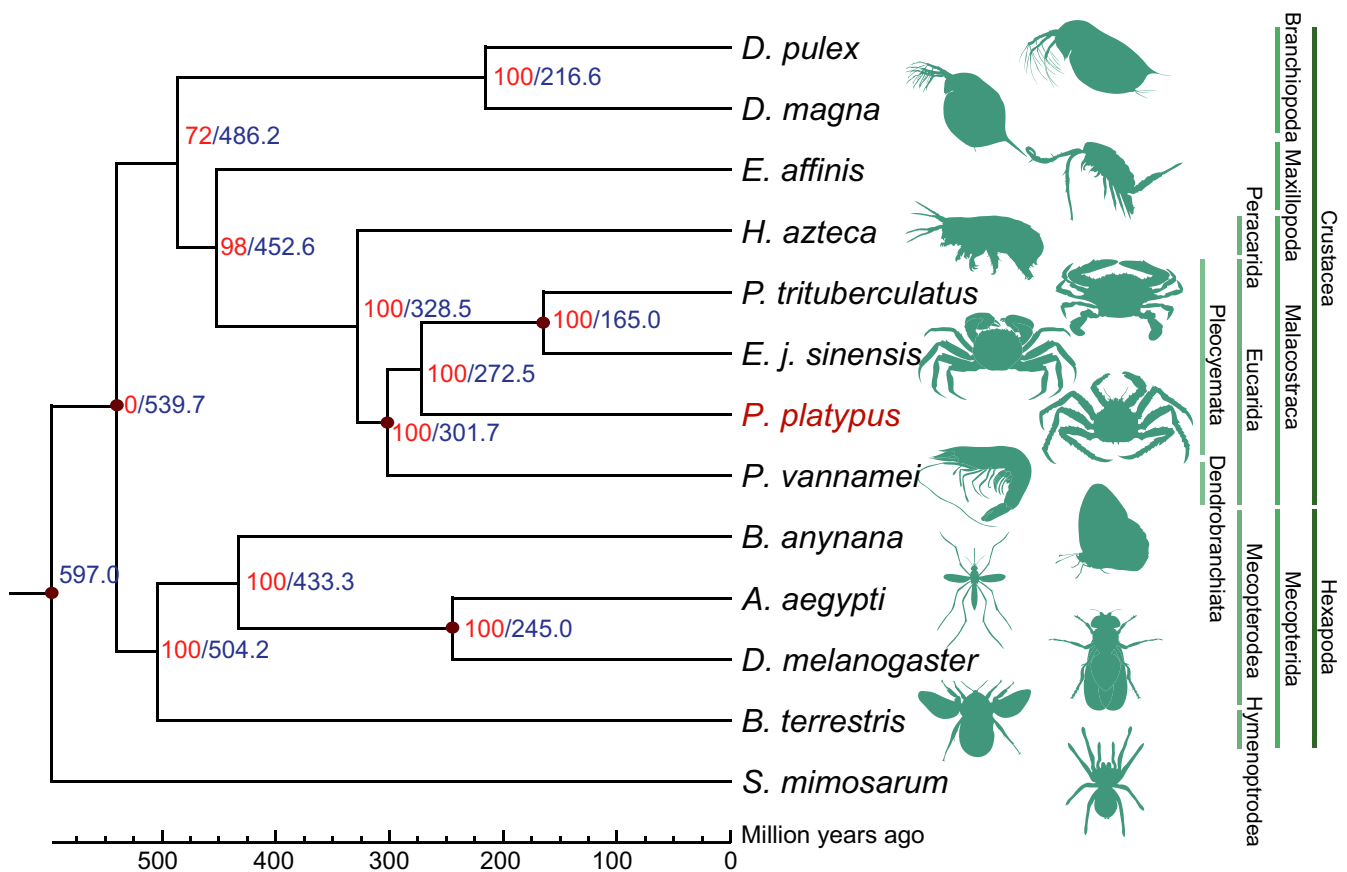 D. pulex
100/216.6
D. magna
72/486.2
E. affinis
98/452.6
H. azteca
P. trituberculatus
100/328.5
100/165.0
E. j. sinensis
100/272.5
0/539.7
P. platypus
100/301.7
P. vannamei
B. anynana
597.0
100/433.3
A. aegypti
100/245.0
100/504.2
D. melanogaster
B. terrestris
S. mimosarum
Million years ago
500 400 300 200 100 0
Pleocyemata
Dendrobranchiata
Peracarida
Eucarida
Mecopterodea
Hymenoptrodea
Branchiopoda
Maxillopoda
Malacostraca
Mecopterida
Crustacea
Hexapoda